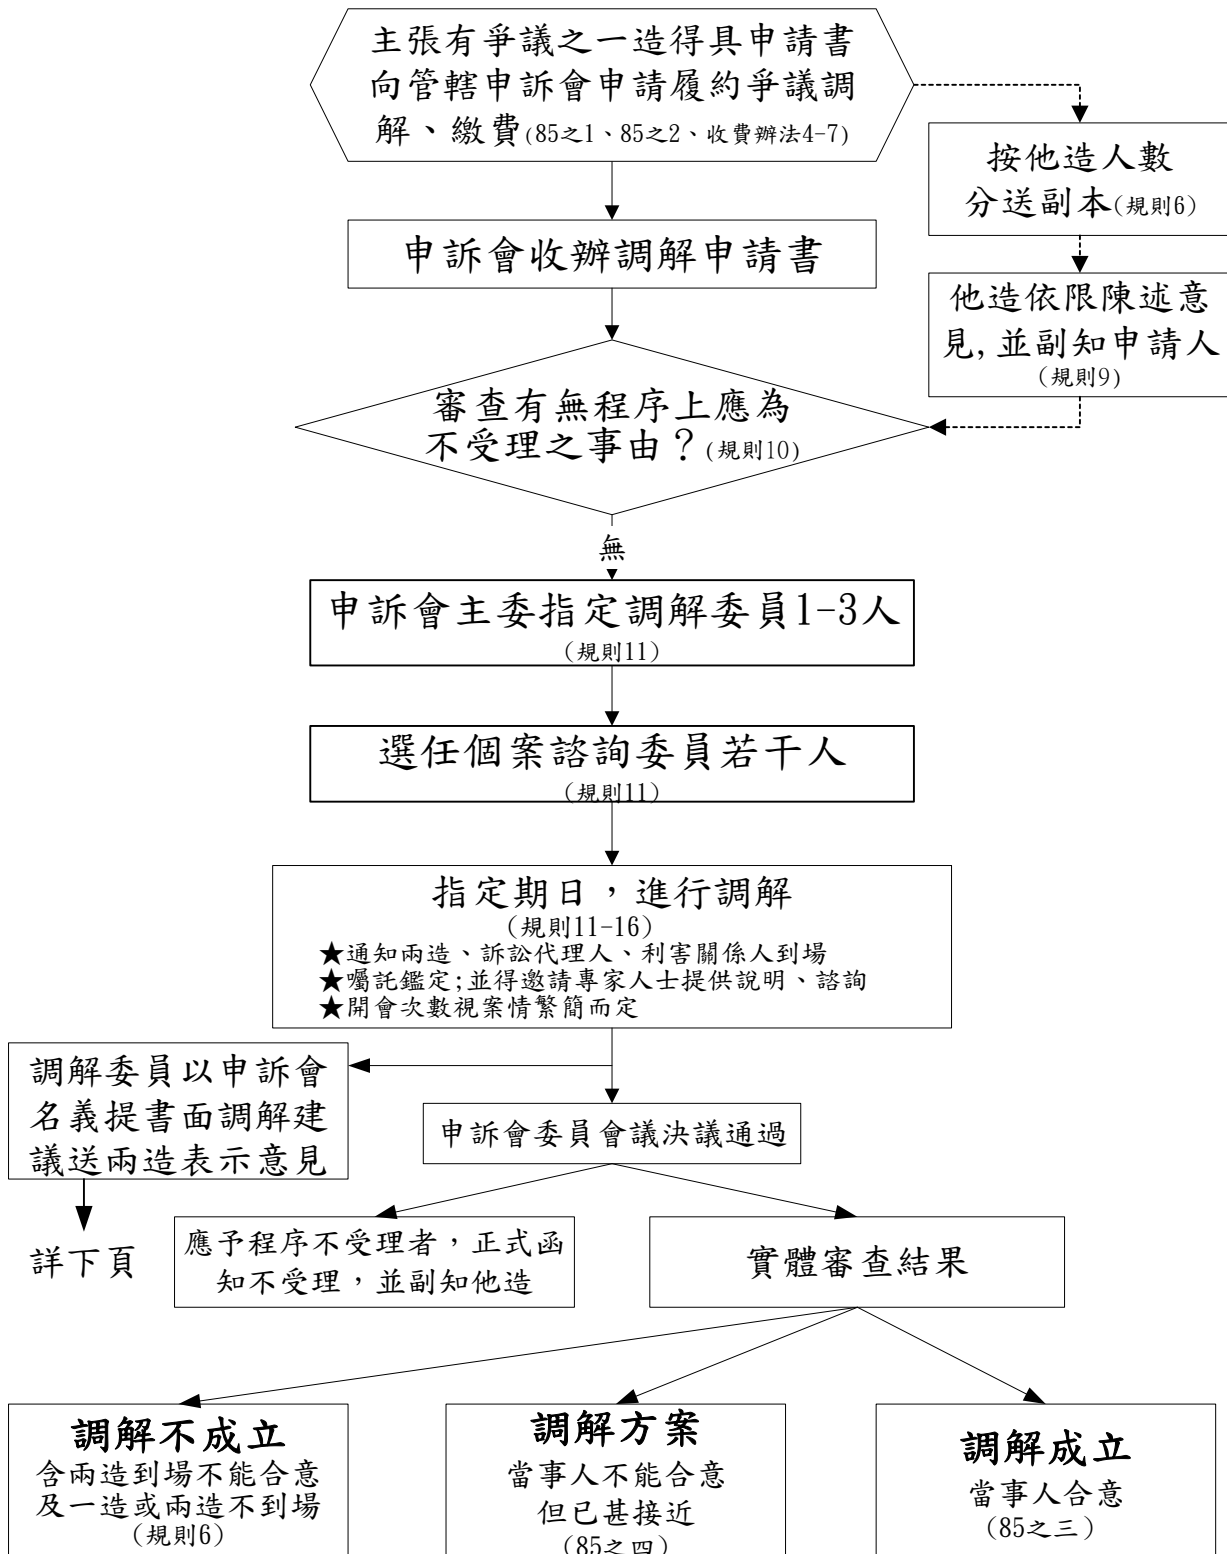 主張有爭議之一造得具申請書
向管轄申訴會申請履約爭議調
解、繳費(85之1、85之2、收費辦法4-7)
按他造人數
分送副本(規則6)
申訴會收辦調解申請書
他造依限陳述意
見,並副知申請人
(規則9)
審查有無程序上應為
不受理之事由?(規則10)
無
申訴會主委指定調解委員1-3人
(規則11)
選任個案諮詢委員若干人
(規則11)
指定期日,進行調解
(規則11-16)
★通知兩造、訴訟代理人、利害關係人到場
★囑託鑑定;並得邀請專家人士提供說明、諮詢
★開會次數視案情繁簡而定
調解委員以申訴會
名義提書面調解建
議送兩造表示意見
申訴會委員會議決議通過
詳下頁
應予程序不受理者,正式函
知不受理,並副知他造
實體審查結果
調解不成立
含兩造到場不能合意
及一造或兩造不到場
(規則6)
調解方案
當事人不能合意
但已甚接近
(85之四)
調解成立
當事人合意
(85之三)